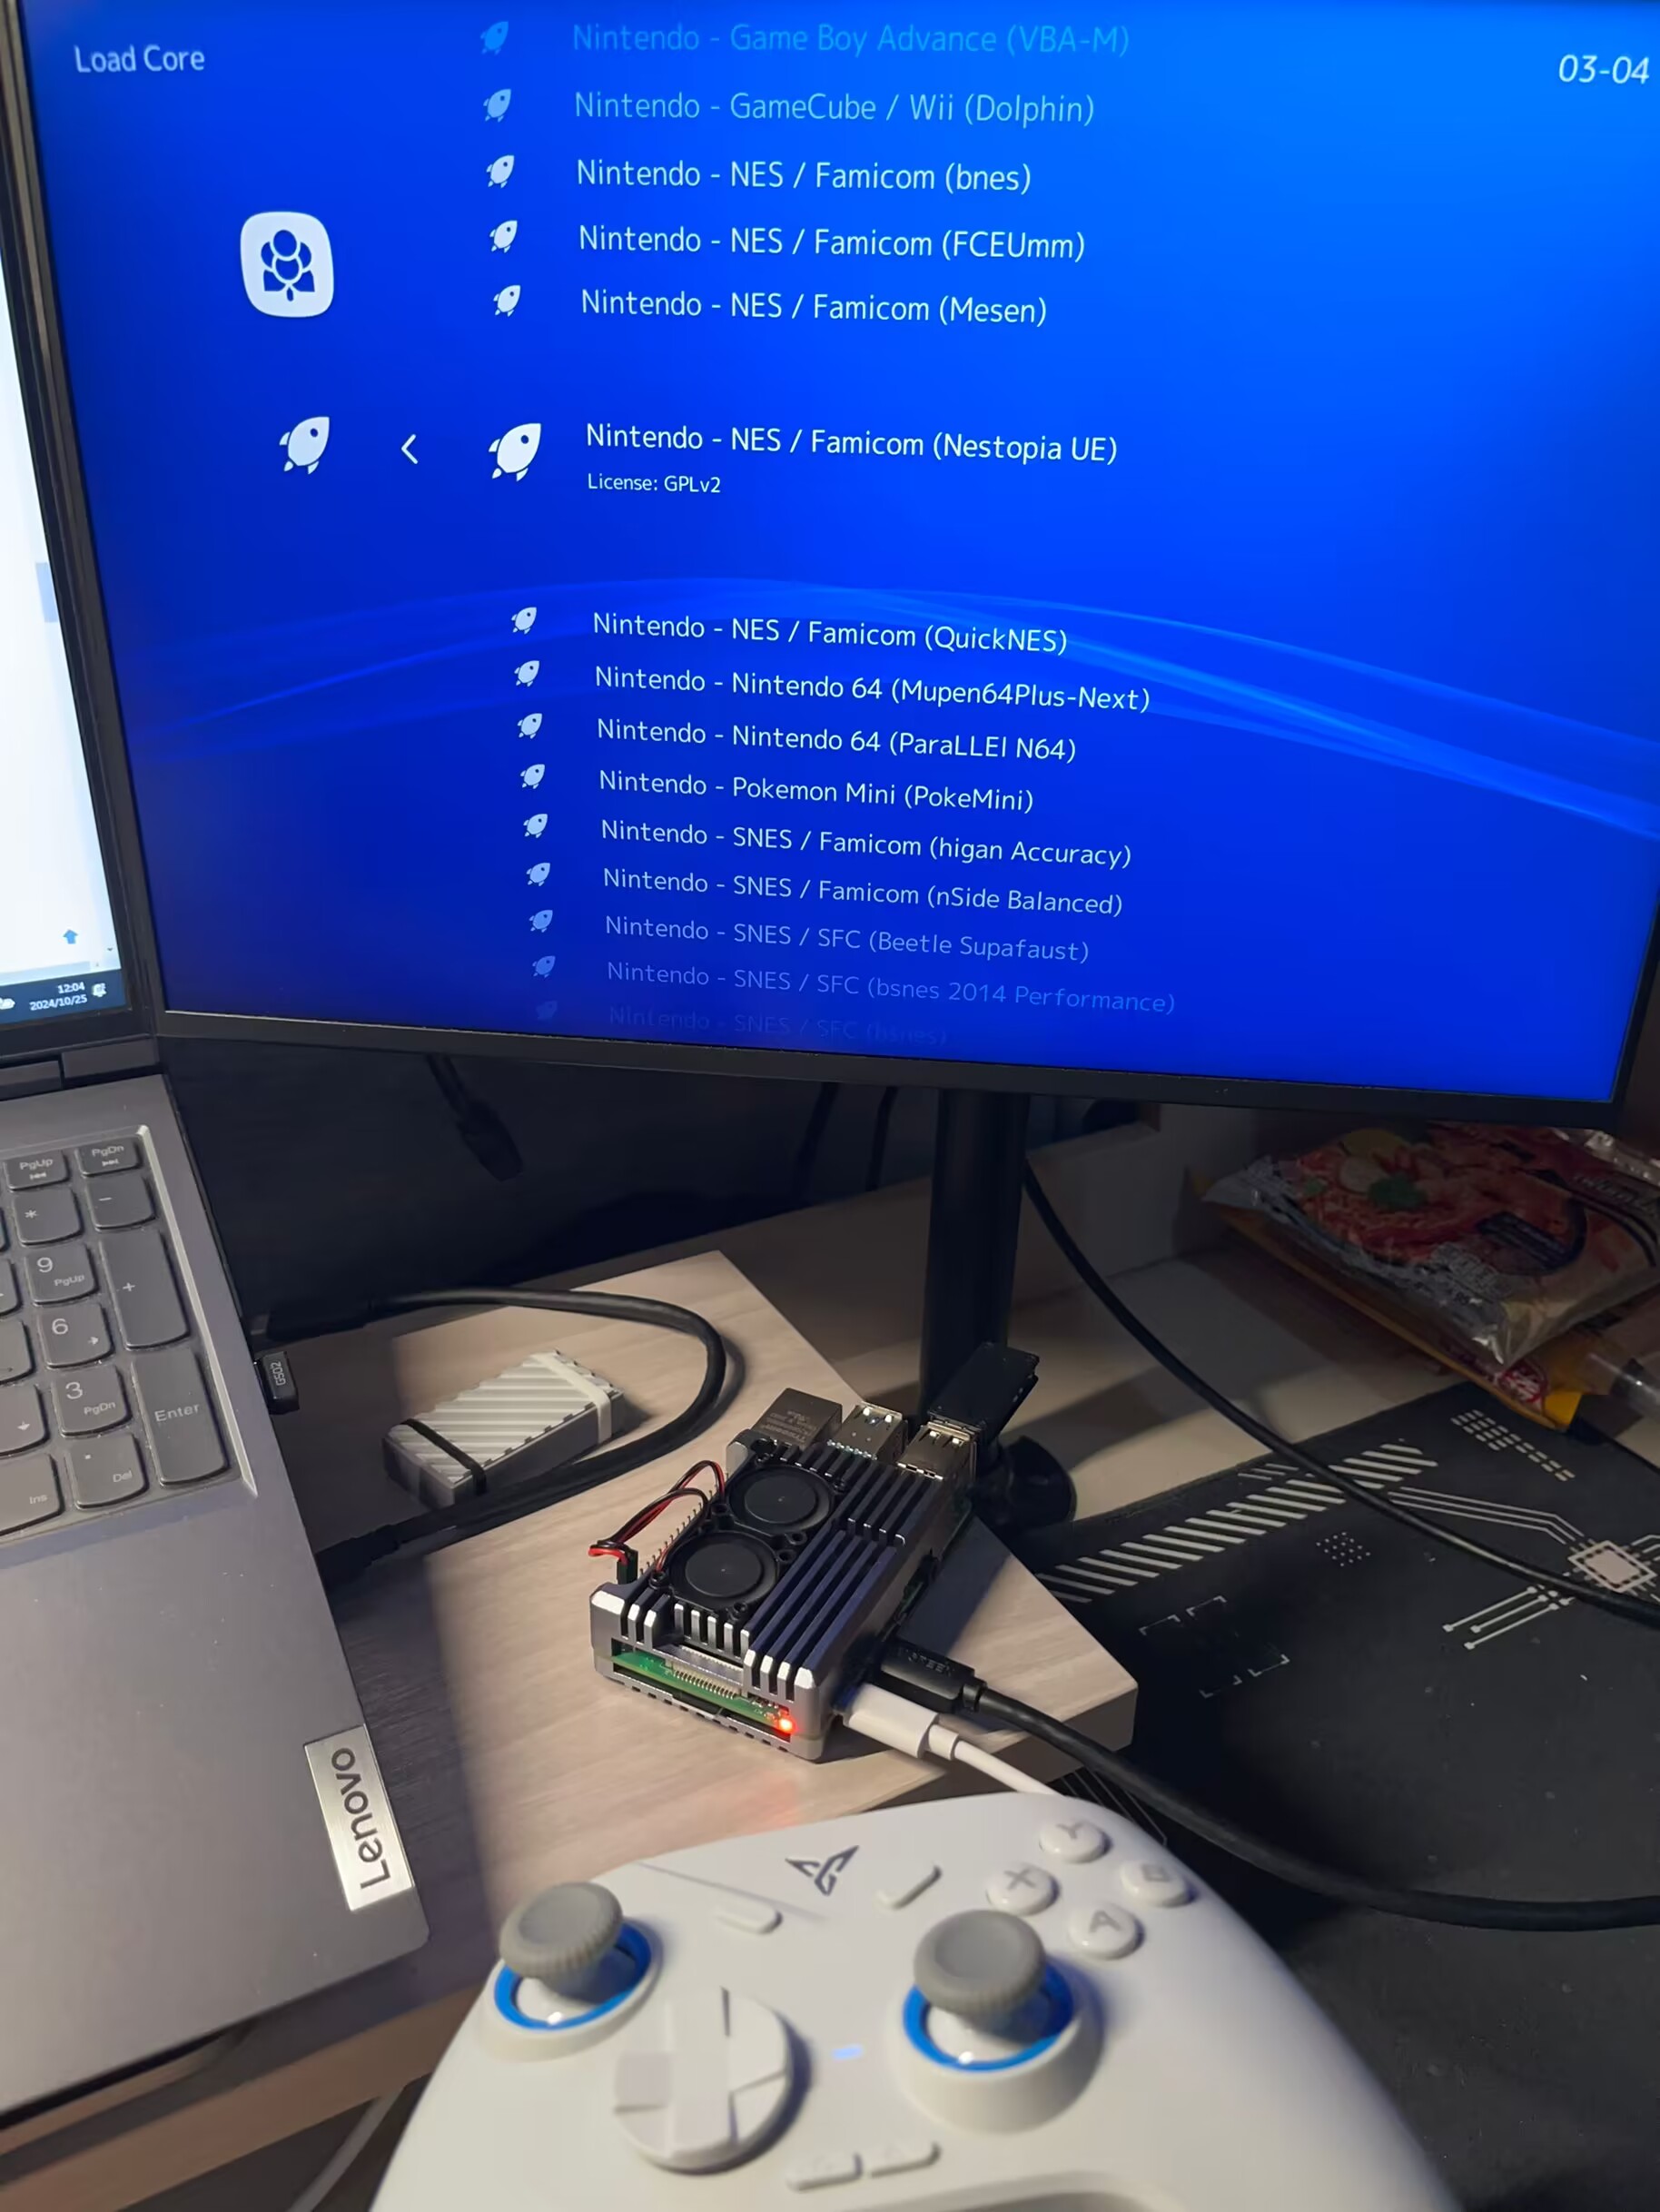 Load Core
03-04
Nintendo - Game Boy Advance (VBA-M)
Nintendo - GameCube / Wii (Dolphin)
Nintendo - NES / Famicom (bnes)
Nintendo - NES / Famicom (FCEUmm)
Nintendo - NES / Famicom (Mesen)
Nintendo - NES / Famicom (Nestopia UE)
License: GPLv2
Nintendo - NES / Famicom (QuickNES)
Nintendo - Nintendo 64 (Mupen64Plus-Next)
Nintendo - Nintendo 64 (ParaLLEl N64)
Nintendo - Pokemon Mini (PokeMini)
Nintendo - SNES / Famicom (higan Accuracy)
Nintendo - SNES / Famicom (nSide Balanced)
Nintendo - SNES / SFC (Beetle Supafaust)
Nintendo - SNES / SFC (bsnes 2014 Performance)
Nintendo - SNES / SFC (bsnes)
12:04
2024/10/25
PgUp
PgDn
*
-
9
PgUp
+
6
3
PgDn
Enter
Ins
.
Del
Lenovo
Y
X
B
A